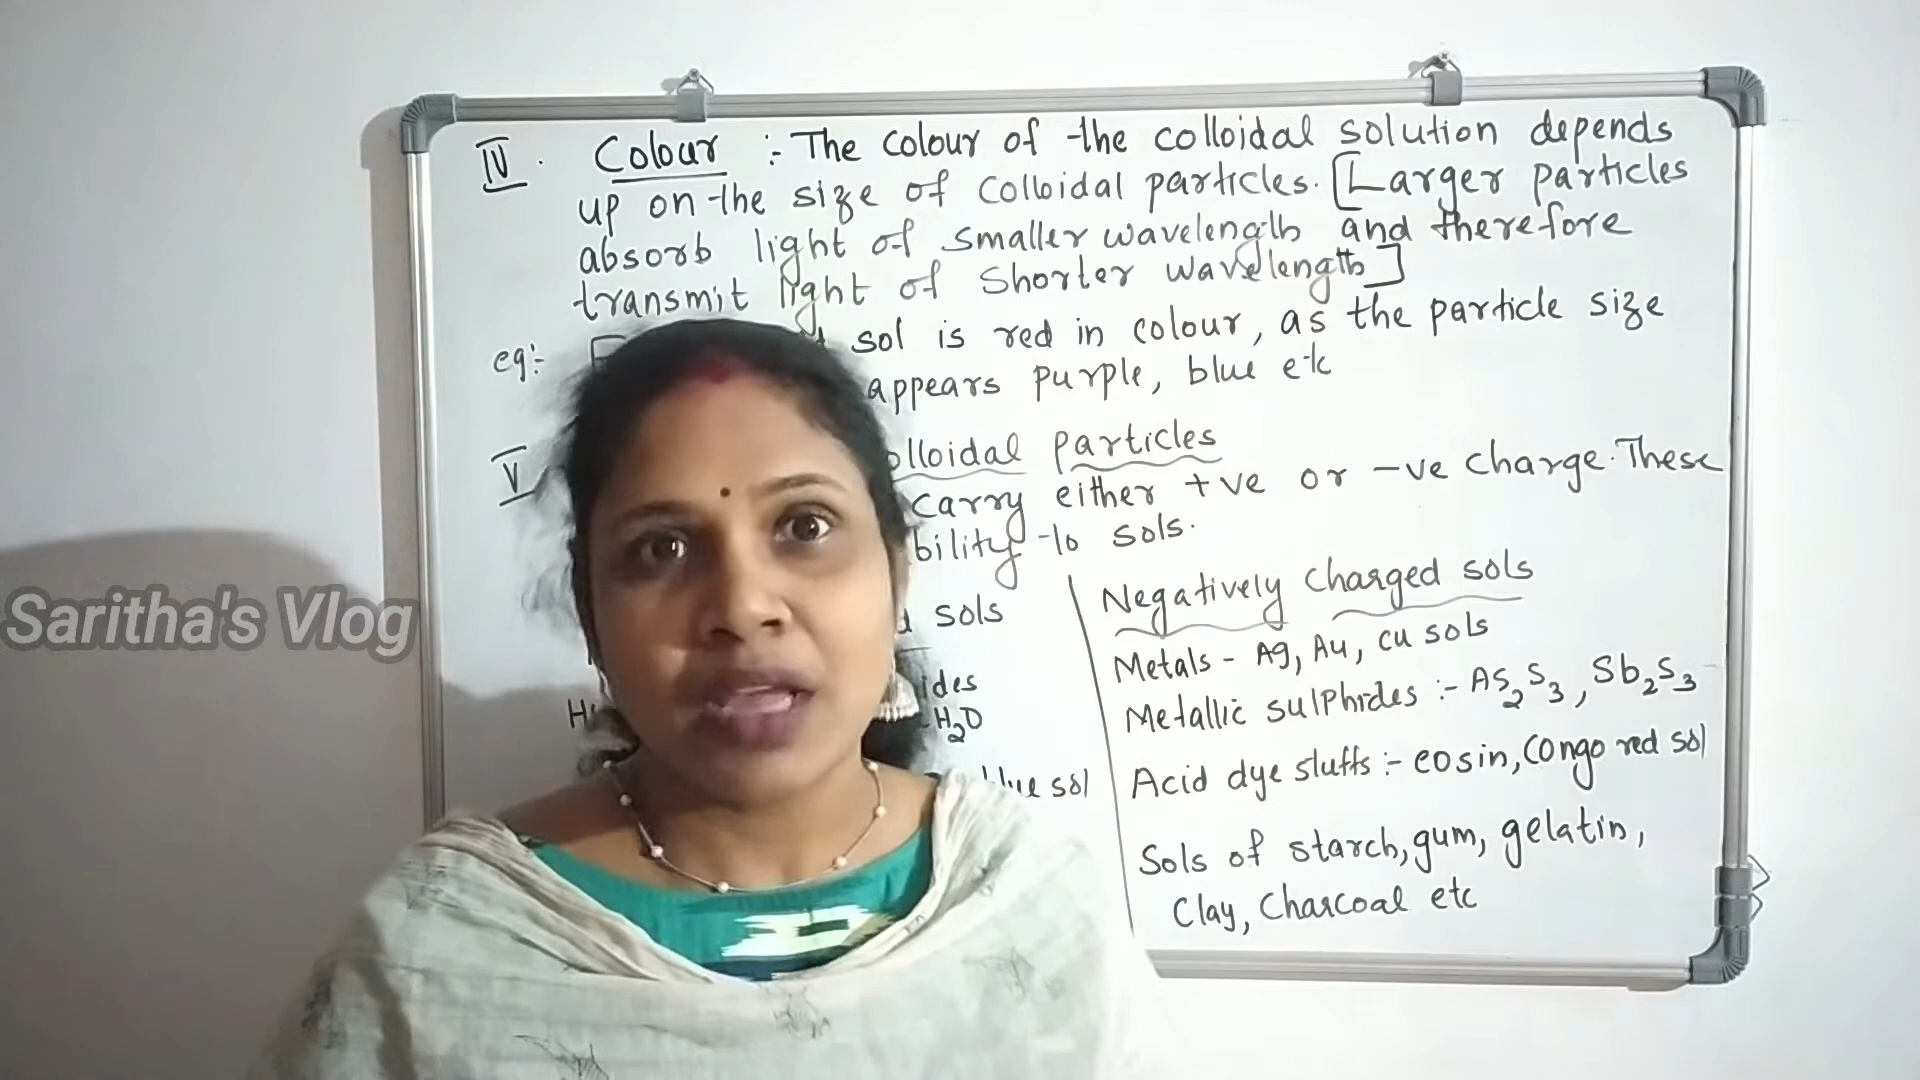 IV. Colour :- The colour of the colloidal solution depends
up on the size of colloidal particles. [Larger particles
absorb light of smaller wavelength and therefore
transmit light of shorter wavelength]
eg:- sol is red in colour, as the particle size
appears purple, blue etc
V olloidal particles
carry either +ve or -ve charge. These
bility to sols.
sols
ides
H2O
sol
Negatively charged sols
Metals - Ag, Au, Cu sols
Metallic sulphides :- As2S3, Sb2S3
Acid dye stuffs :- eosin, Congo red sol
Sols of starch, gum, gelatin,
Clay, Charcoal etc
Saritha's Vlog